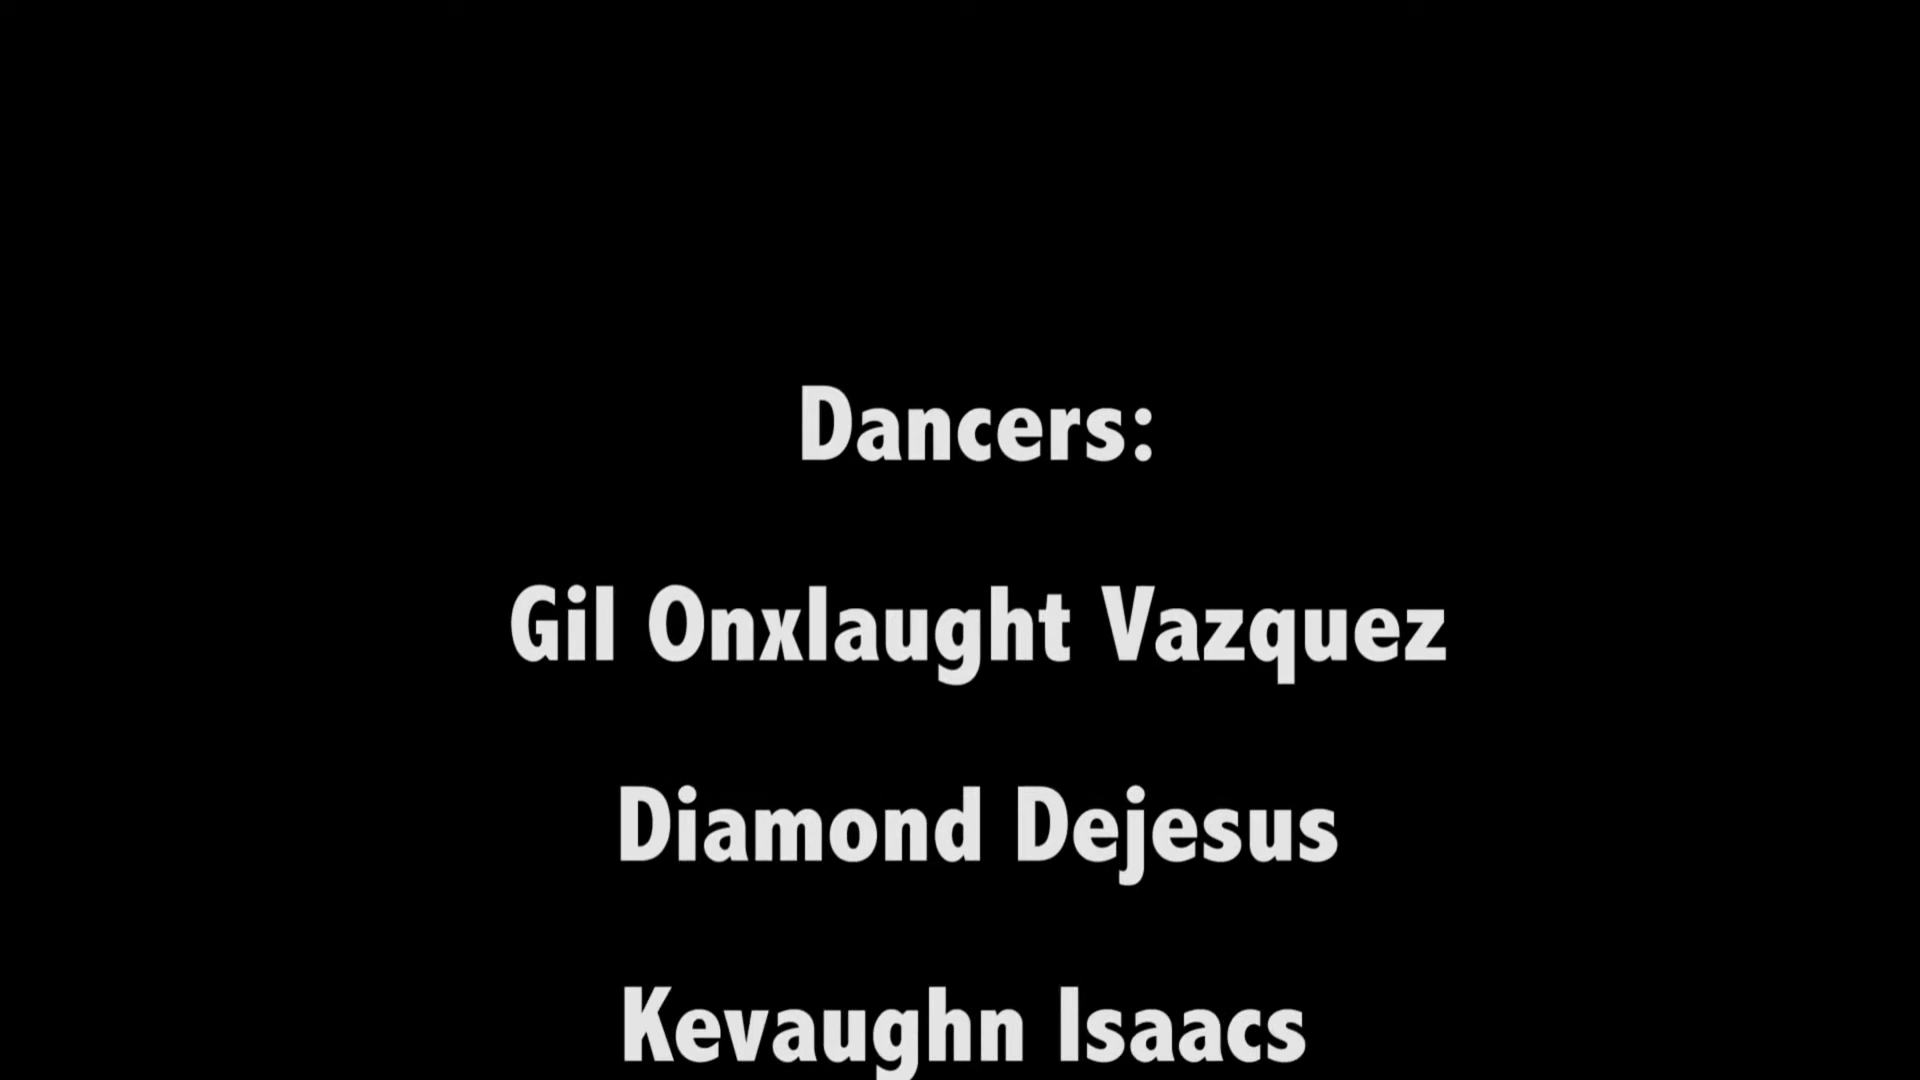 Dancers:
Gil Onxlaught Vazquez
Diamond Dejesus
Kevaughn Isaacs